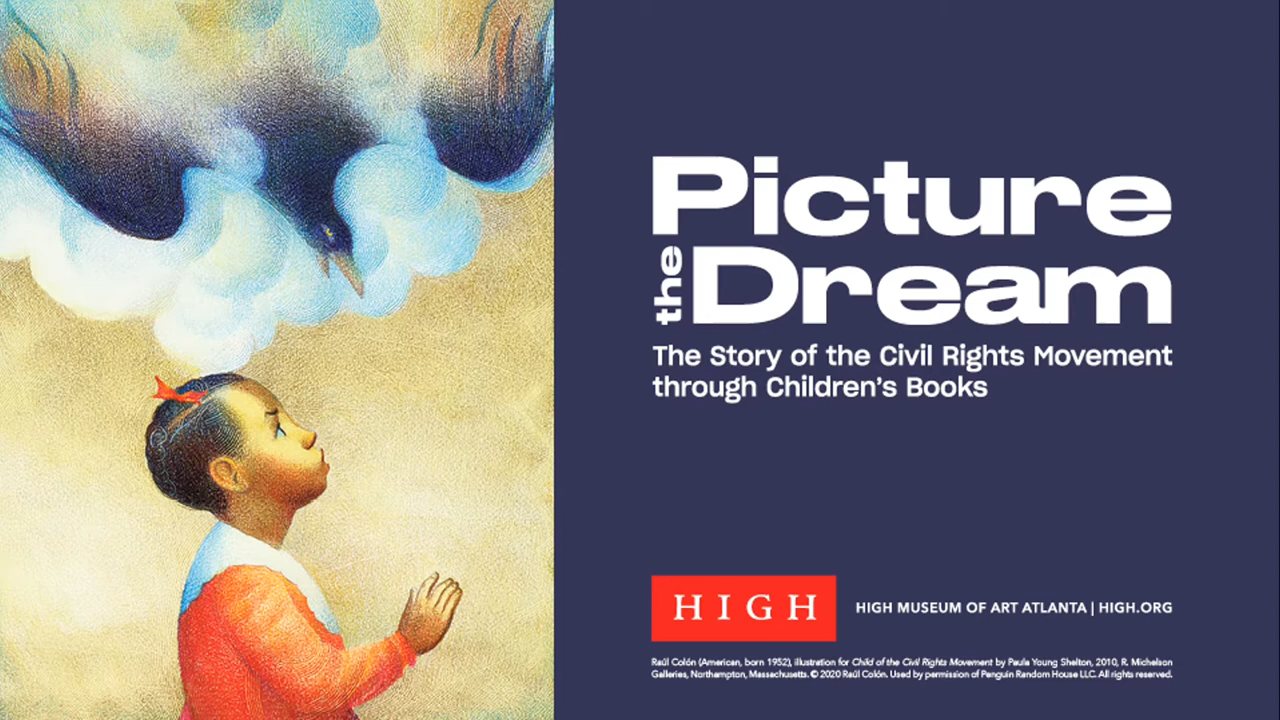 Picture
the Dream
The Story of the Civil Rights Movement
through Children's Books
HIGH
HIGH MUSEUM OF ART ATLANTA | HIGH.ORG
Raúl Colón (American, born 1952), illustration for Child of the Civil Rights Movement by Paula Young Shelton, 2010, R. Michelson
Galleries, Northampton, Massachusetts. © 2020 Raúl Colón. Used by permission of Penguin Random House LLC. All rights reserved.